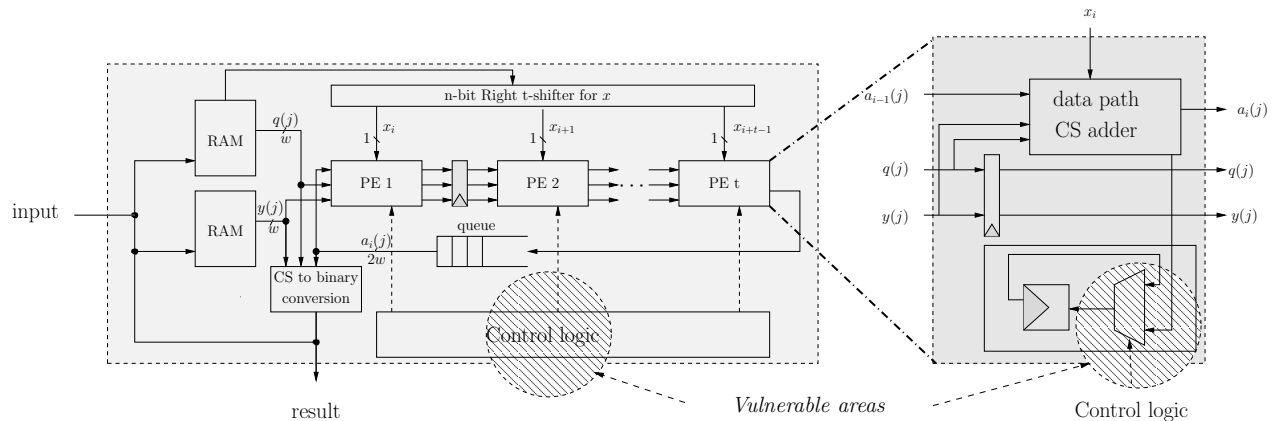 x_i
n-bit Right t-shifter for x
a_{i-1}(j)
data path
CS adder
a_i(j)
RAM
q(j)
w
1
x_i
1
x_{i+1}
1
x_{i+t-1}
PE 1
PE 2
...
PE t
q(j)
q(j)
input
RAM
y(j)
w
y(j)
y(j)
queue
a_i(j)
2w
CS to binary
conversion
Control logic
result
Vulnerable areas
Control logic